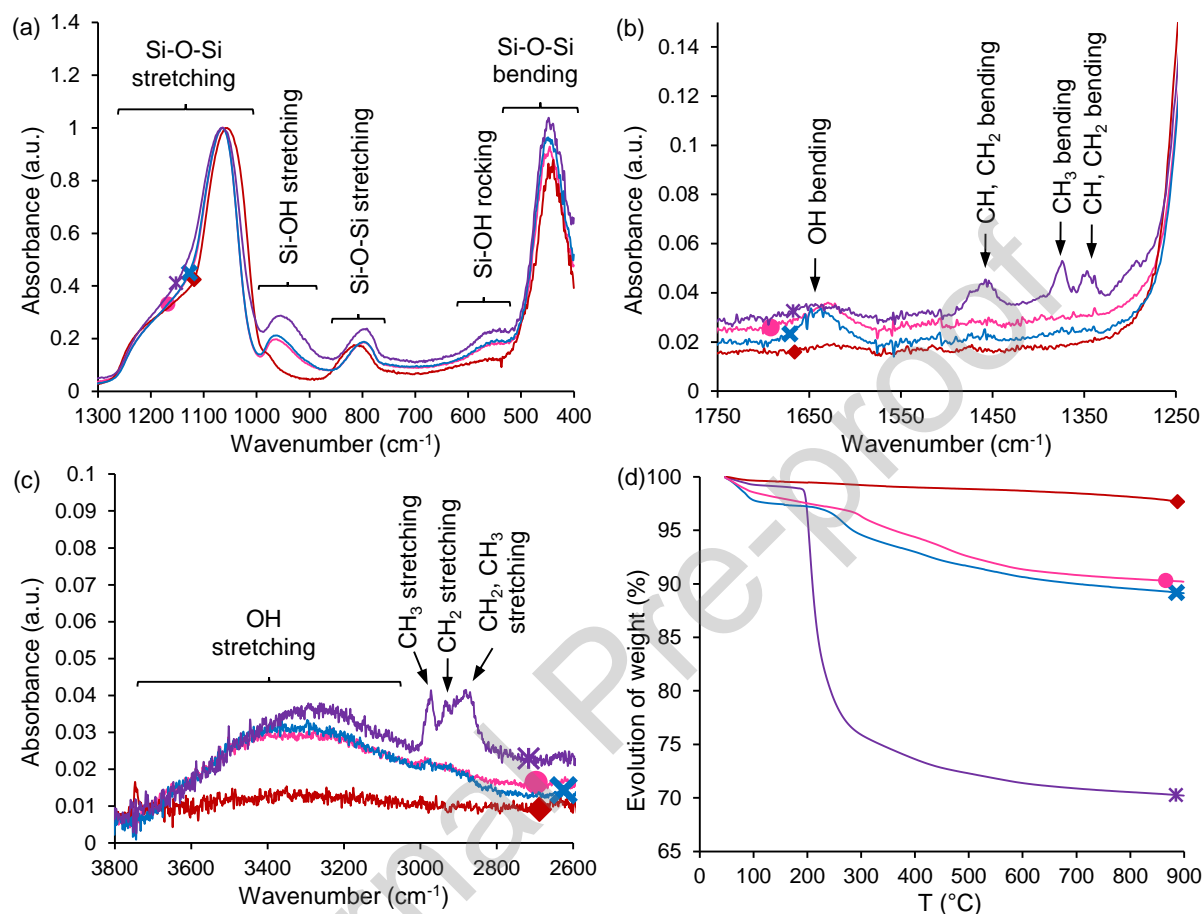 (a)
1.4
1.2
1
0.8
0.6
0.4
0.2
0
Absorbance (a.u.)
Si-O-Si
stretching
Si-OH stretching
Si-O-Si stretching
Si-OH rocking
Si-O-Si
bending
1300 1200 1100 1000 900 800 700 600 500 400
Wavenumber (cm-1)
(b)
0.14
0.12
0.1
0.08
0.06
0.04
0.02
0
Absorbance (a.u.)
OH bending
CH, CH2 bending
CH3 bending
CH, CH2 bending
1750 1650 1550 1450 1350 1250
Wavenumber (cm-1)
(c)
0.1
0.09
0.08
0.07
0.06
0.05
0.04
0.03
0.02
0.01
0
Absorbance (a.u.)
OH
stretching
CH3 stretching
CH2 stretching
CH2, CH3
stretching
3800 3600 3400 3200 3000 2800 2600
Wavenumber (cm-1)
(d)
100
95
90
85
80
75
70
65
Evolution of weight (%)
0 100 200 300 400 500 600 700 800 900
T (°C)
rnal Pre-proof